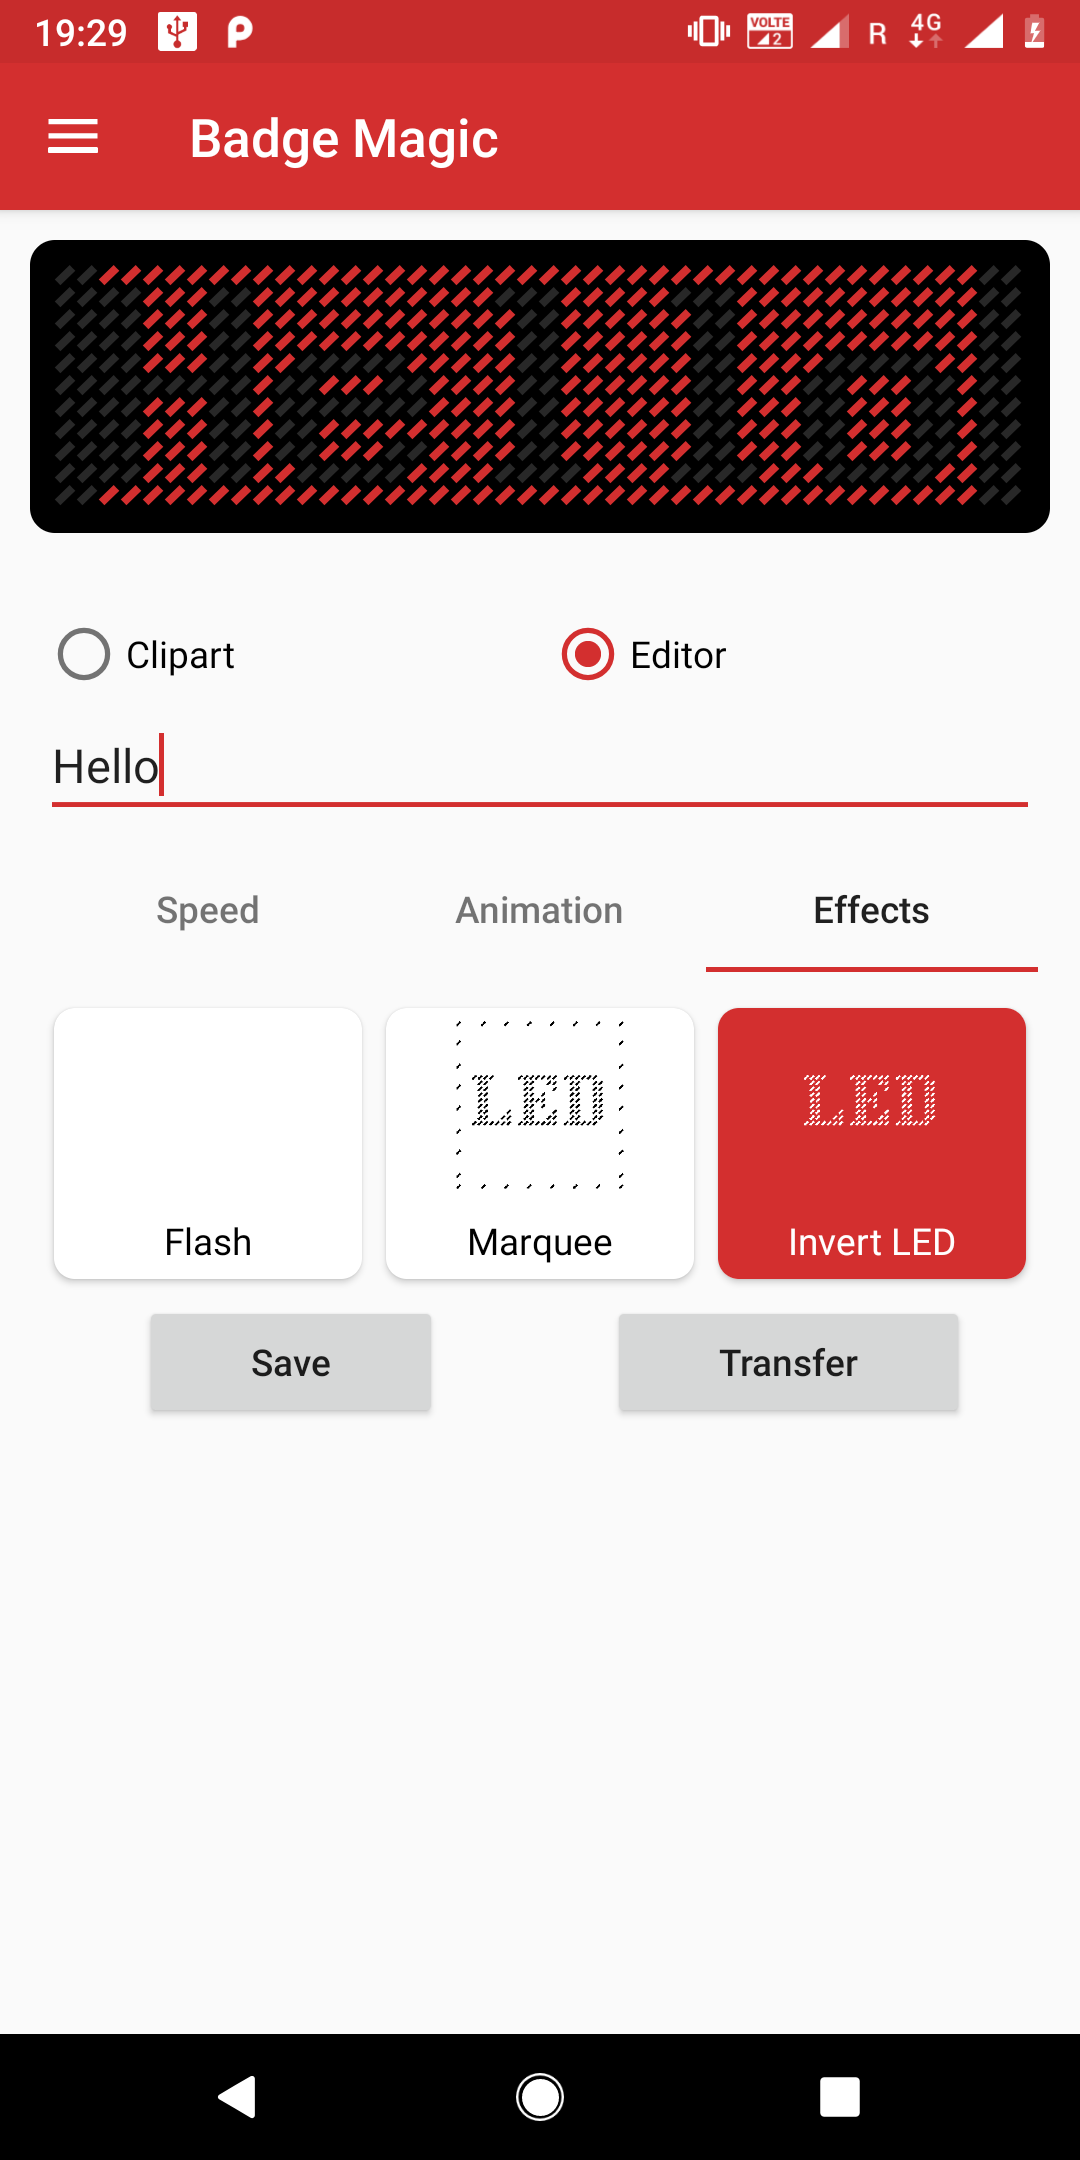 19:29 VOLTE 2 R 4G
Badge Magic
Hello
Clipart Editor
Hello
Speed Animation Effects
LED LED
Flash Marquee Invert LED
Save Transfer